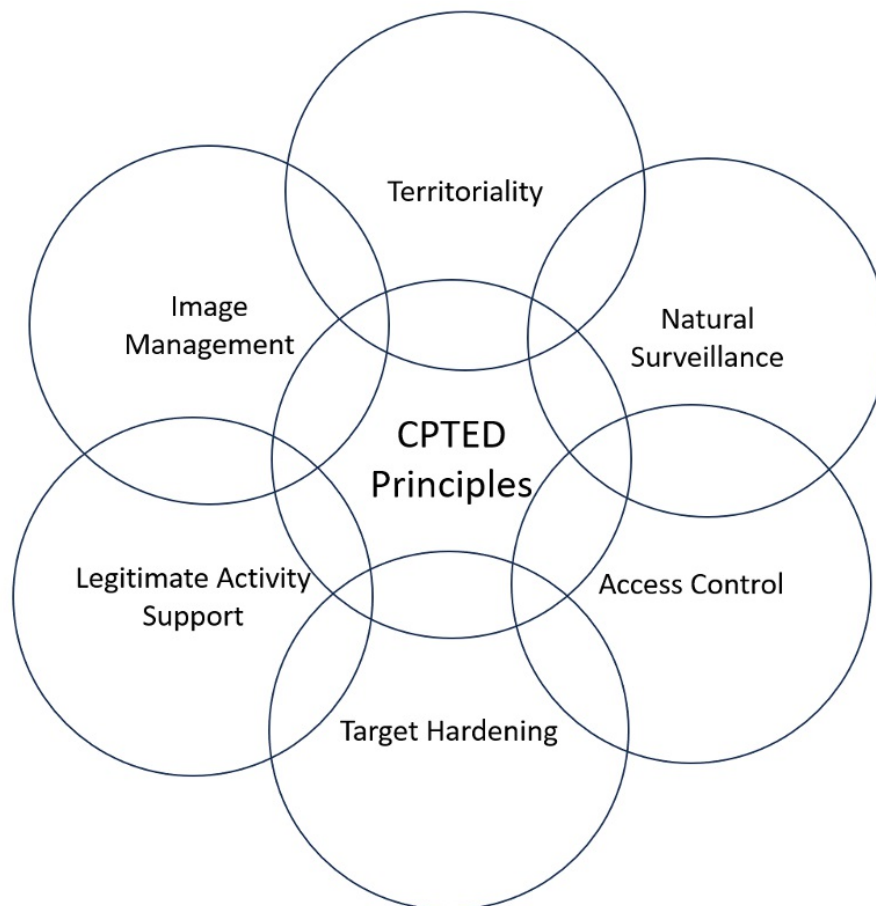 Territoriality
Image
Management
Natural
Surveillance
CPTED
Principles
Legitimate Activity
Support
Access Control
Target Hardening